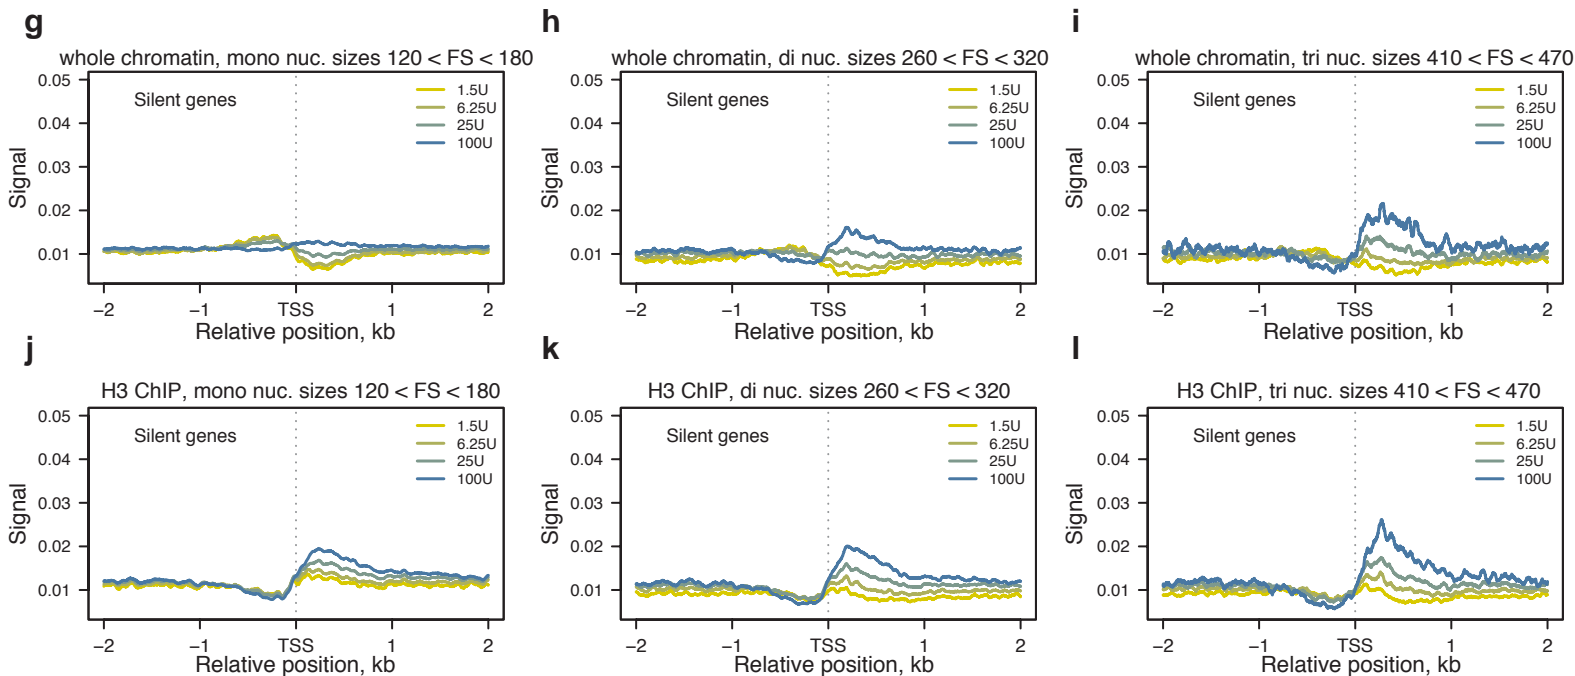 g
whole chromatin, mono nuc. sizes 120 < FS < 180
0.05
0.04
0.03
0.02
0.01
Signal
Silent genes
1.5U
6.25U
25U
100U
−2
−1
TSS
1
2
Relative position, kb
h
whole chromatin, di nuc. sizes 260 < FS < 320
0.05
0.04
0.03
0.02
0.01
Signal
Silent genes
1.5U
6.25U
25U
100U
−2
−1
TSS
1
2
Relative position, kb
i
whole chromatin, tri nuc. sizes 410 < FS < 470
0.05
0.04
0.03
0.02
0.01
Signal
Silent genes
1.5U
6.25U
25U
100U
−2
−1
TSS
1
2
Relative position, kb
j
H3 ChIP, mono nuc. sizes 120 < FS < 180
0.05
0.04
0.03
0.02
0.01
Signal
Silent genes
1.5U
6.25U
25U
100U
−2
−1
TSS
1
2
Relative position, kb
k
H3 ChIP, di nuc. sizes 260 < FS < 320
0.05
0.04
0.03
0.02
0.01
Signal
Silent genes
1.5U
6.25U
25U
100U
−2
−1
TSS
1
2
Relative position, kb
l
H3 ChIP, tri nuc. sizes 410 < FS < 470
0.05
0.04
0.03
0.02
0.01
Signal
Silent genes
1.5U
6.25U
25U
100U
−2
−1
TSS
1
2
Relative position, kb